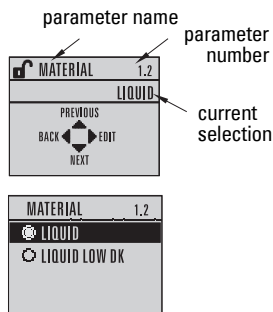 parameter name
parameter number
MATERIAL 1.2
LIQUID
current selection
PREVIOUS
BACK EDIT
NEXT
MATERIAL 1.2
LIQUID
LIQUID LOW DK